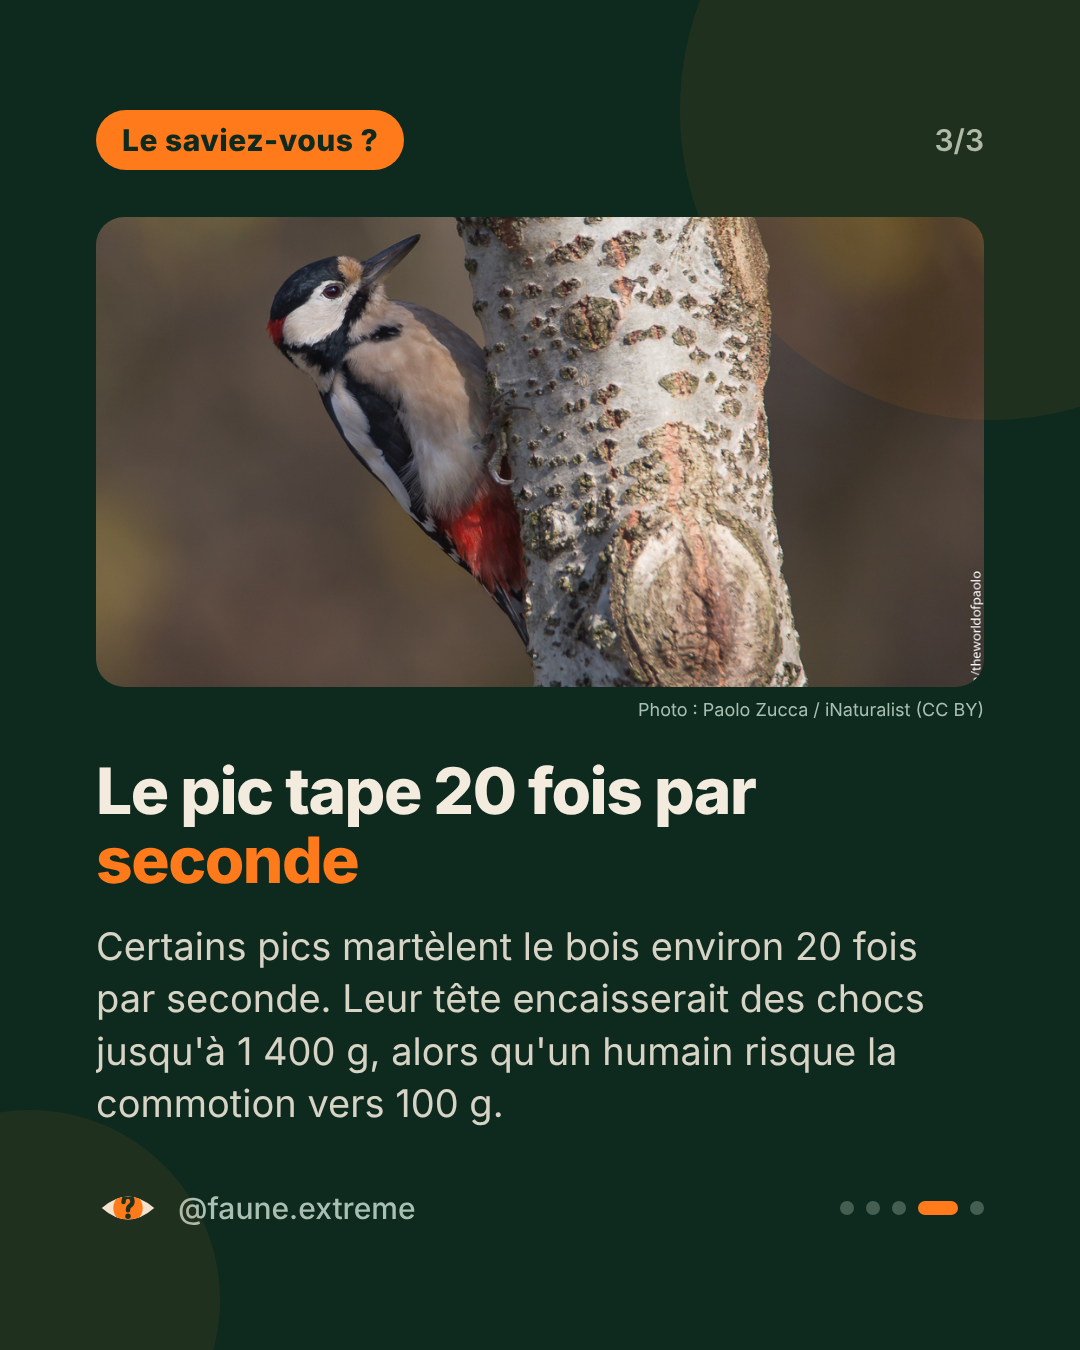 Le saviez-vous ?
3/3
/theworldofpaolo
Photo : Paolo Zucca / iNaturalist (CC BY)
Le pic tape 20 fois par
seconde
Certains pics martèlent le bois environ 20 fois
par seconde. Leur tête encaisserait des chocs
jusqu'à 1 400 g, alors qu'un humain risque la
commotion vers 100 g.
?
@faune.extreme